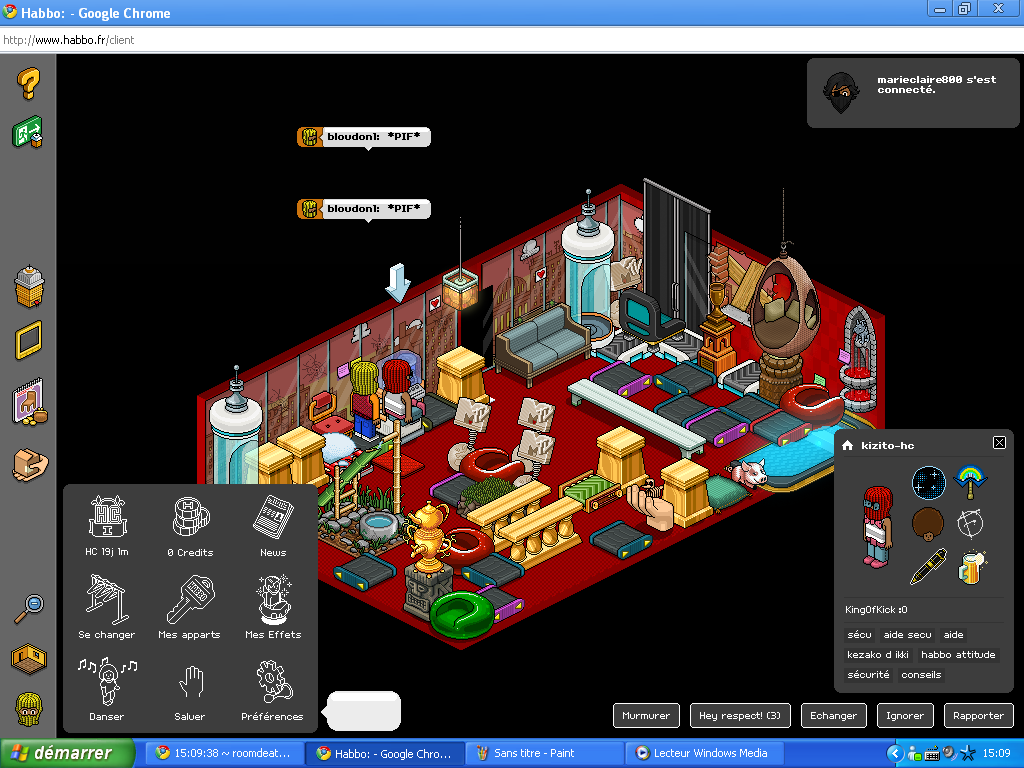 Habbo: - Google Chrome
http://www.habbo.fr/client
marieclaire800 s'est
connecté.
bloudon1: *PIF*
bloudon1: *PIF*
kizito-hc
KingOfKick :0
sécu aide secu aide
kezako d ikki habbo attitude
sécurité conseils
HC 19j 1m
0 Credits
News
Se changer
Mes apparts
Mes Effets
Danser
Saluer
Préférences
Murmurer
Hey respect! (3)
Echanger
Ignorer
Rapporter
démarrer
15:09:38 ~ roomdeat...
Habbo: - Google Chro...
Sans titre - Paint
Lecteur Windows Media
15:09